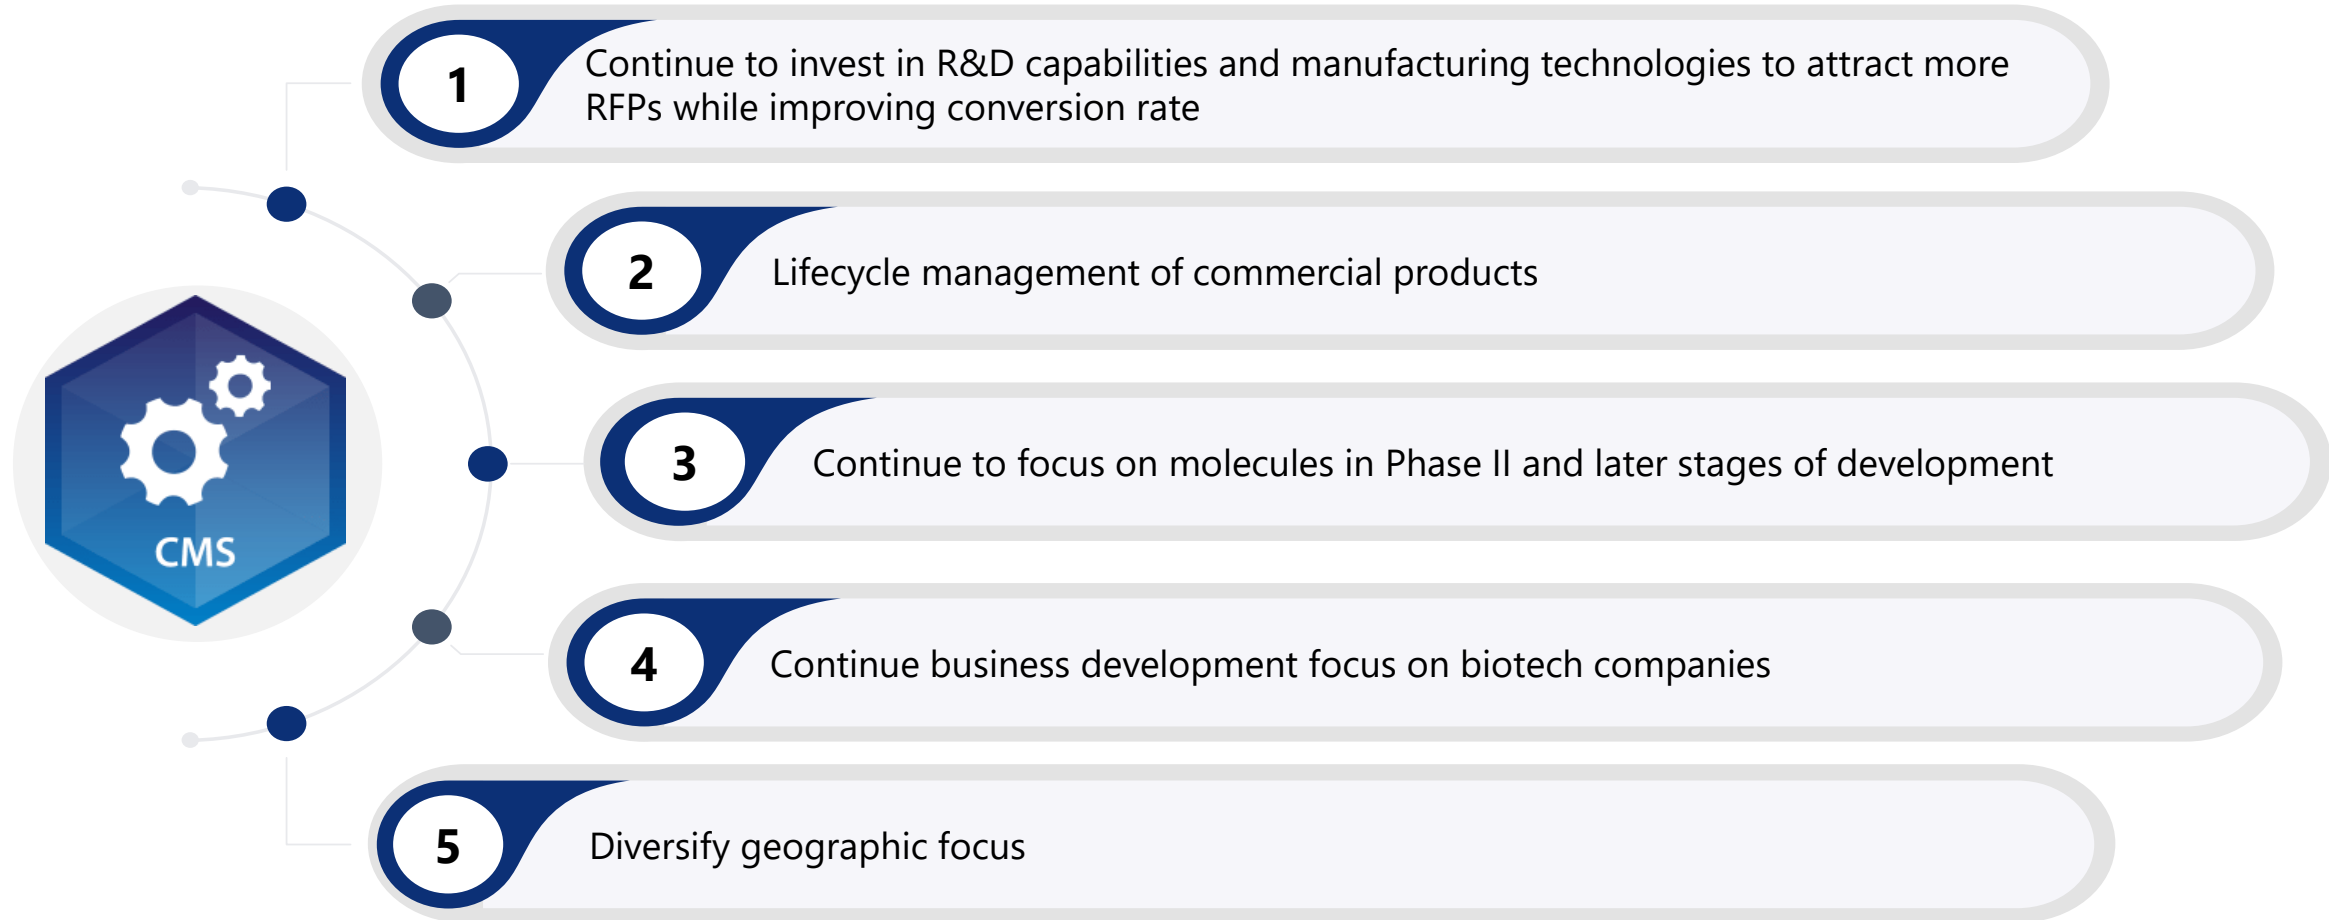 1
Continue to invest in R&D capabilities and manufacturing technologies to attract more
RFPs while improving conversion rate
2
Lifecycle management of commercial products
3
Continue to focus on molecules in Phase II and later stages of development
CMS
4
Continue business development focus on biotech companies
5
Diversify geographic focus